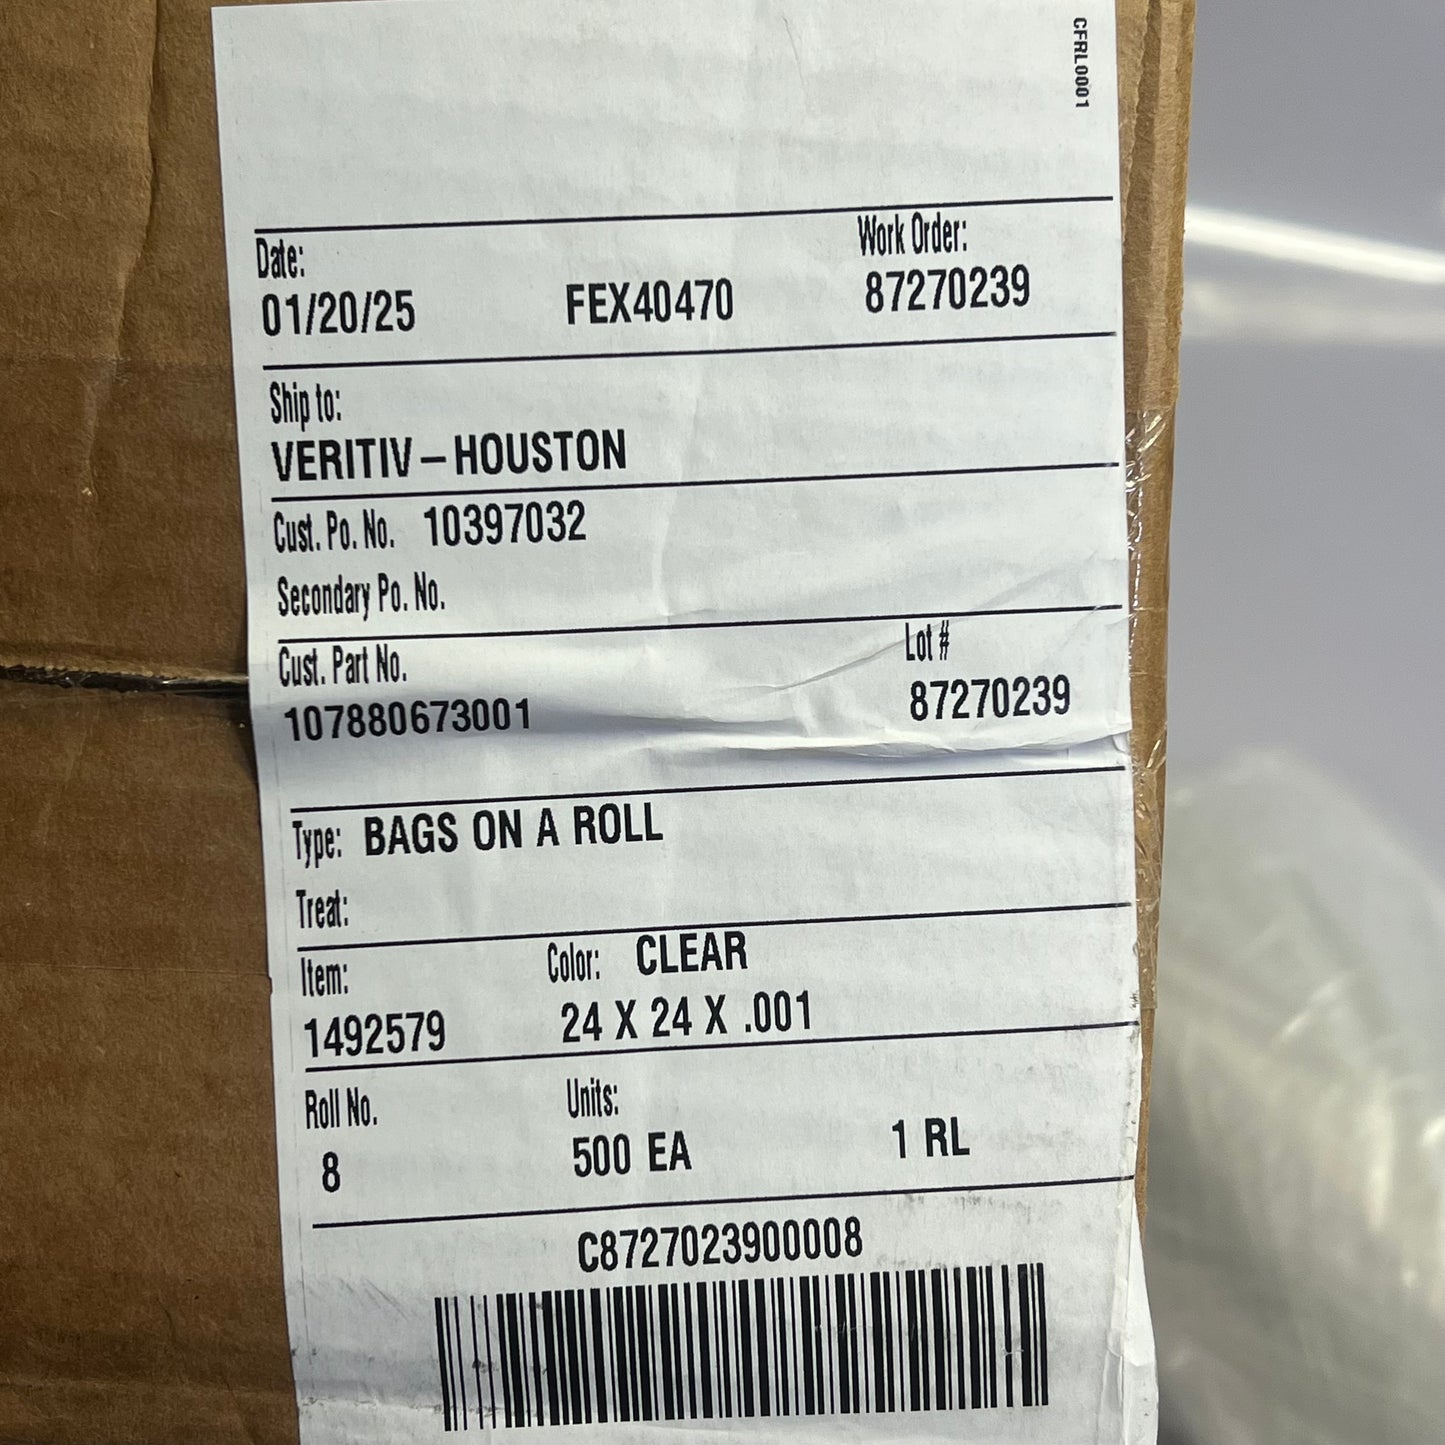 CFRL0001
Date:
Work Order:
01/20/25 FEX40470 87270239
Ship to:
VERITIV – HOUSTON
Cust. Po. No. 10397032
Secondary Po. No.
Cust. Part No. Lot #
107880673001 87270239
Type: BAGS ON A ROLL
Treat:
Item: Color: CLEAR
1492579 24 X 24 X .001
Roll No. Units:
8 500 EA 1 RL
C8727023900008